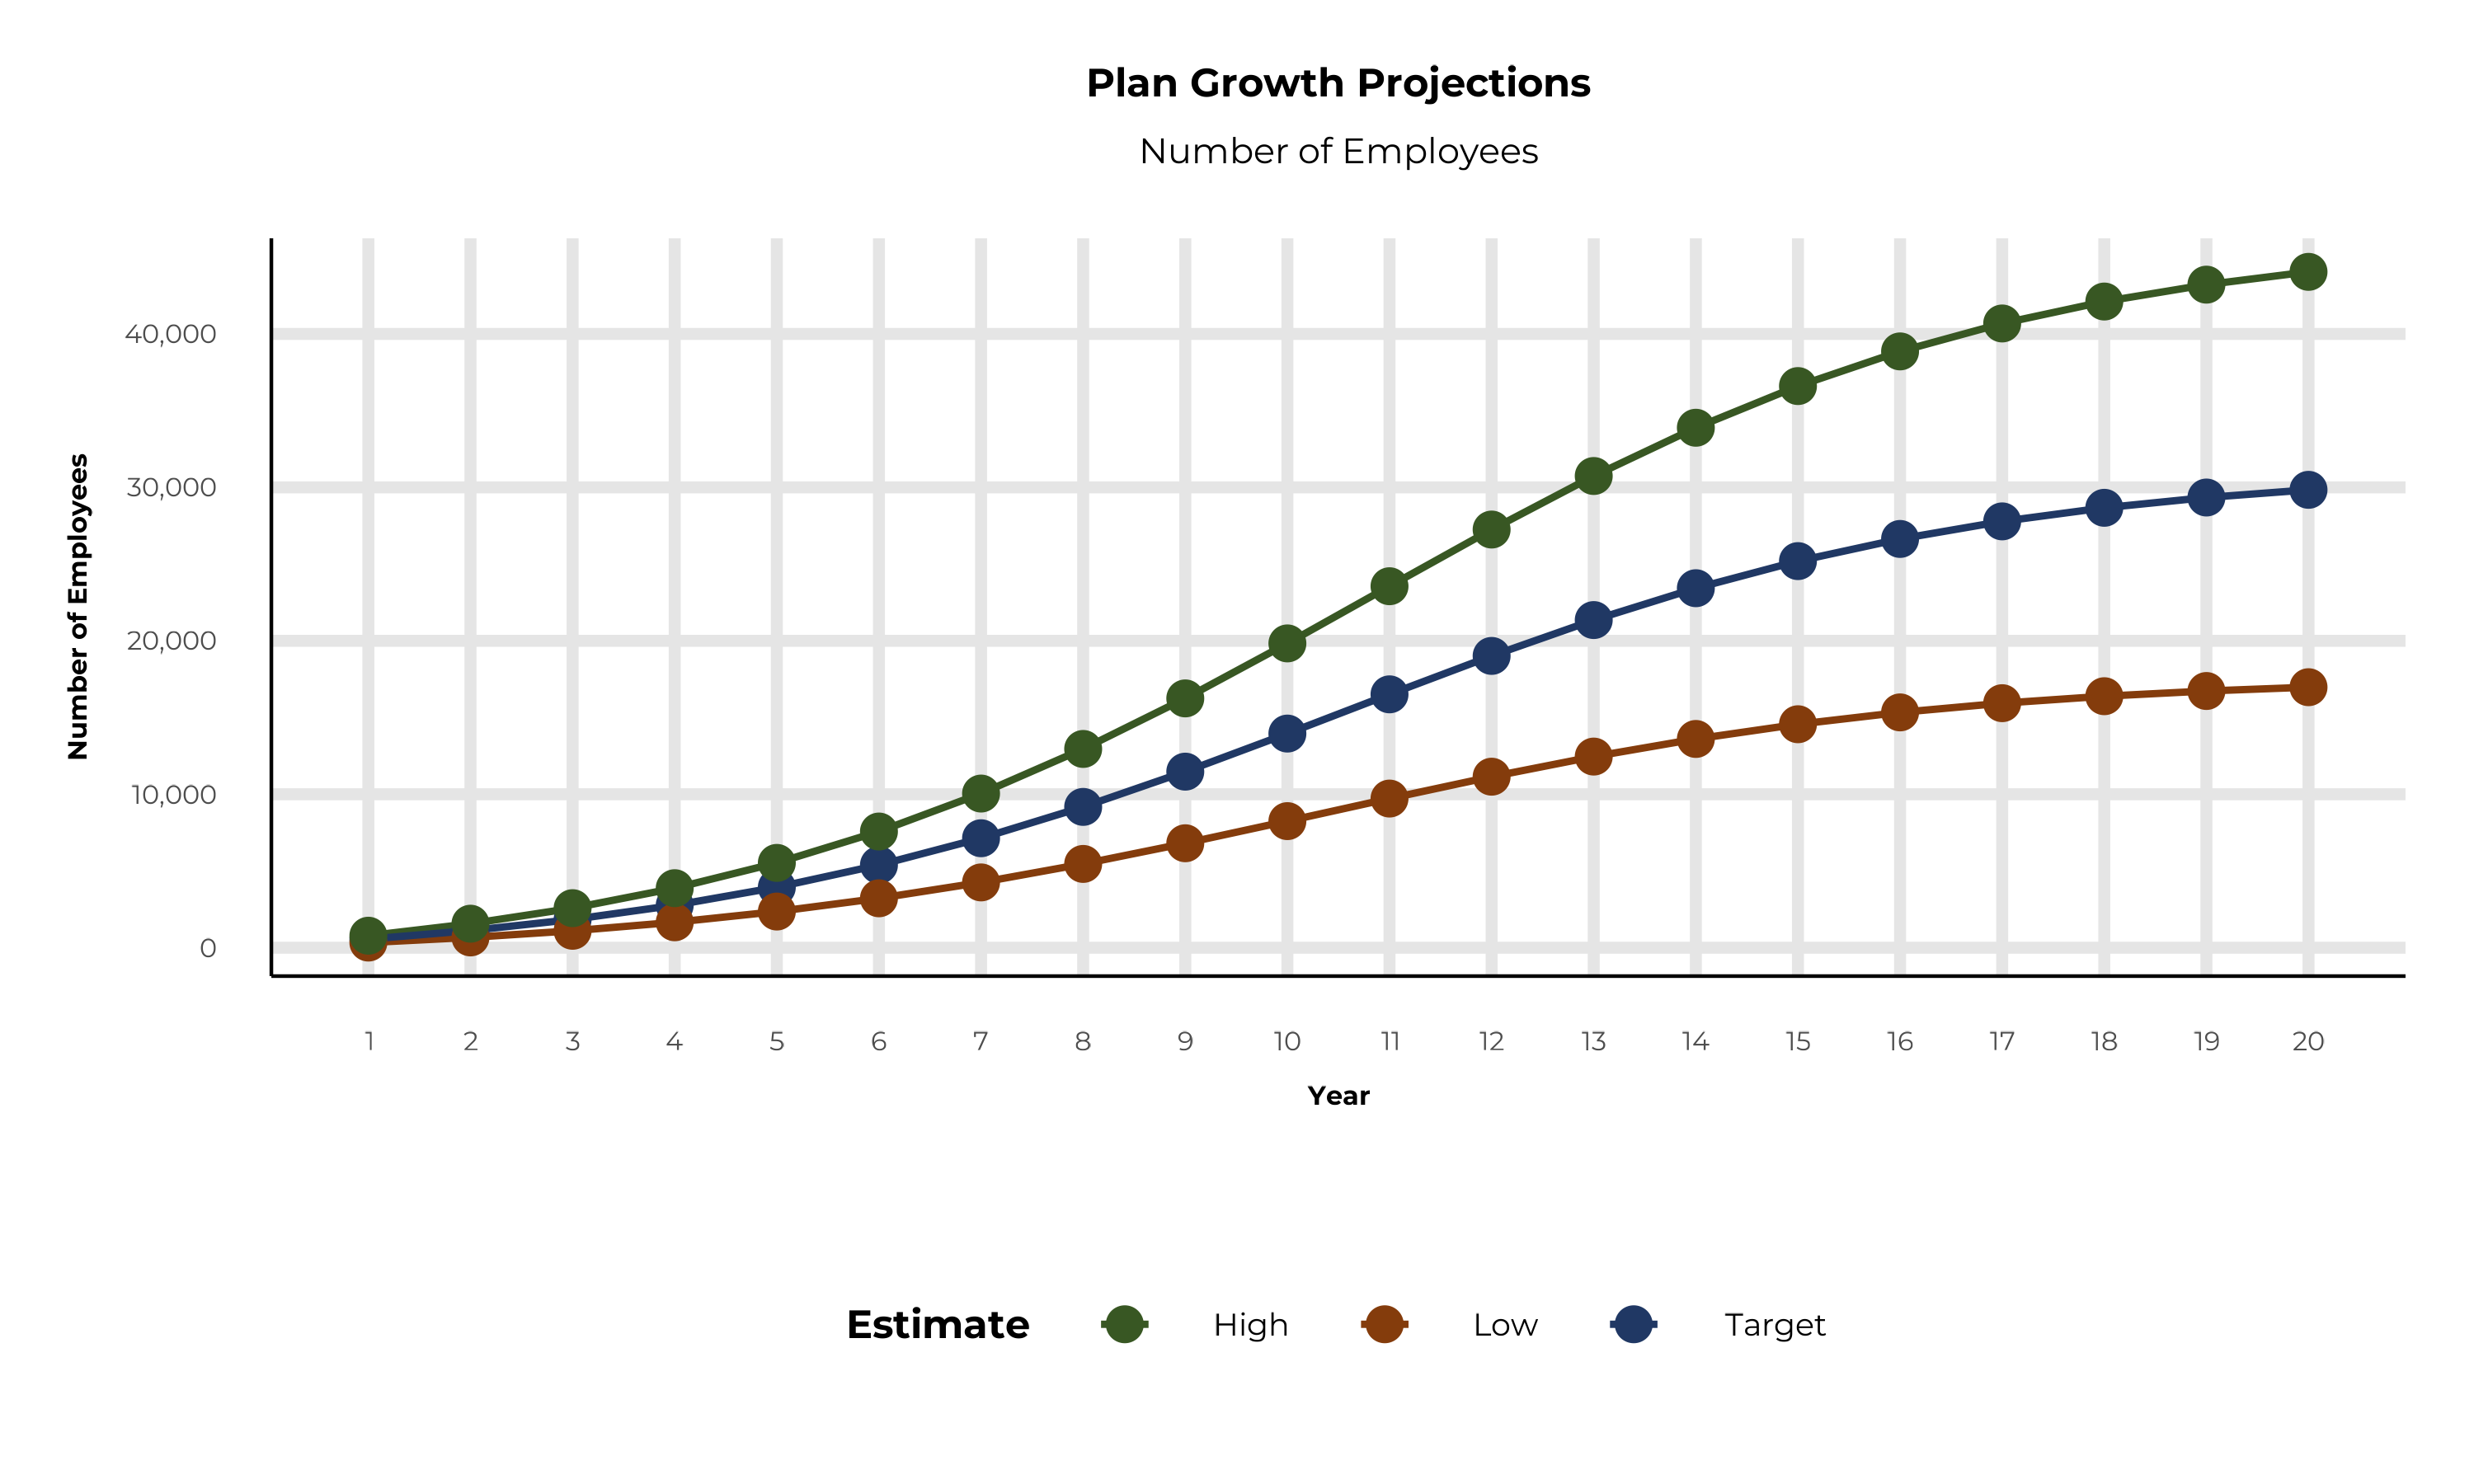 Plan Growth Projections
Number of Employees
Number of Employees
40,000
30,000
20,000
10,000
0
1 2 3 4 5 6 7 8 9 10 11 12 13 14 15 16 17 18 19 20
Year
Estimate High Low Target